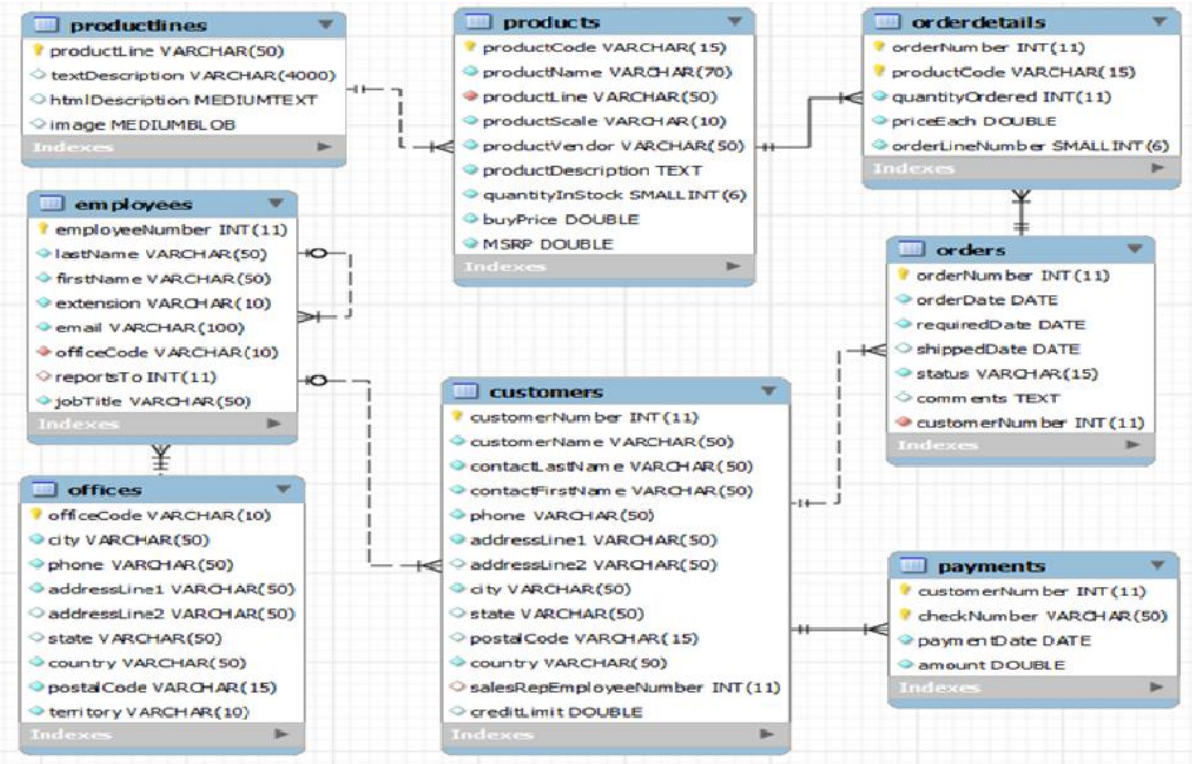 productlines
productLine VARCHAR(50)
textDescription VARCHAR(4000)
htmlDescription MEDIUMTEXT
image MEDIUMBLOB
Indexes
products
productCode VARCHAR(15)
productName VARCHAR(70)
productLine VARCHAR(50)
productScale VARCHAR(10)
productVendor VARCHAR(50)
productDescription TEXT
quantityInStock SMALLINT(6)
buyPrice DOUBLE
MSRP DOUBLE
Indexes
orderdetails
orderNumber INT(11)
productCode VARCHAR(15)
quantityOrdered INT(11)
priceEach DOUBLE
orderLineNumber SMALLINT(6)
Indexes
employees
employeeNumber INT(11)
lastName VARCHAR(50)
firstName VARCHAR(50)
extension VARCHAR(10)
email VARCHAR(100)
officeCode VARCHAR(10)
reportsTo INT(11)
jobTitle VARCHAR(50)
Indexes
orders
orderNumber INT(11)
orderDate DATE
requiredDate DATE
shippedDate DATE
status VARCHAR(15)
comments TEXT
customerNumber INT(11)
Indexes
customers
customerNumber INT(11)
customerName VARCHAR(50)
contactLastName VARCHAR(50)
contactFirstName VARCHAR(50)
phone VARCHAR(50)
addressLine1 VARCHAR(50)
addressLine2 VARCHAR(50)
city VARCHAR(50)
state VARCHAR(50)
postalCode VARCHAR(15)
country VARCHAR(50)
salesRepEmployeeNumber INT(11)
creditLimit DOUBLE
Indexes
offices
officeCode VARCHAR(10)
city VARCHAR(50)
phone VARCHAR(50)
addressLine1 VARCHAR(50)
addressLine2 VARCHAR(50)
state VARCHAR(50)
country VARCHAR(50)
postalCode VARCHAR(15)
territory VARCHAR(10)
Indexes
payments
customerNumber INT(11)
checkNumber VARCHAR(50)
paymentDate DATE
amount DOUBLE
Indexes